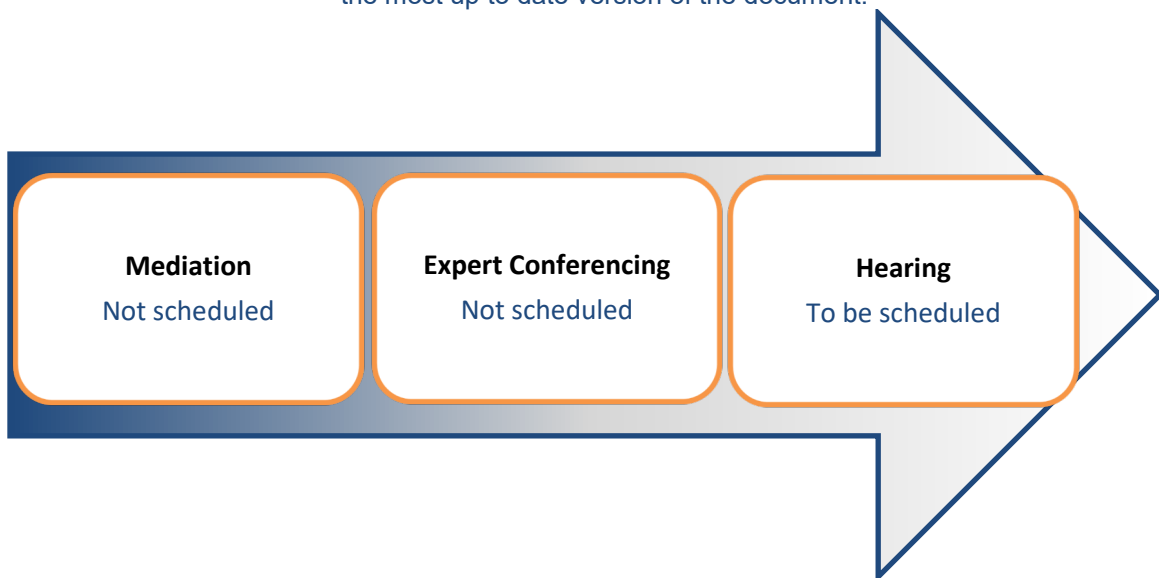 the most up to date version of the document.
Mediation
Not scheduled
Expert Conferencing
Not scheduled
Hearing
To be scheduled